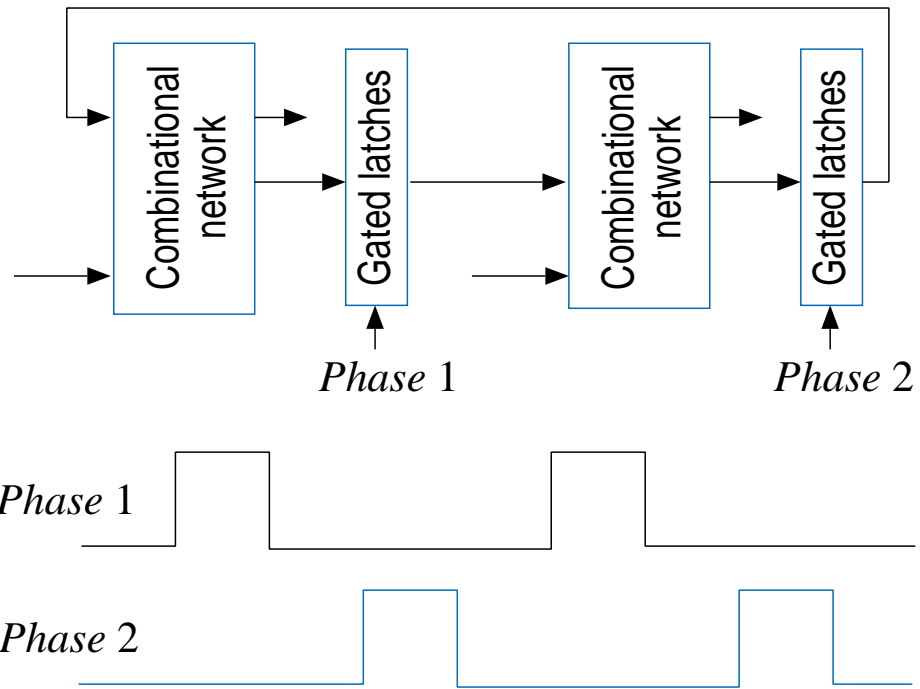 Combinational
network
Gated latches
Combinational
network
Gated latches
Phase 1
Phase 2
Phase 1
Phase 2